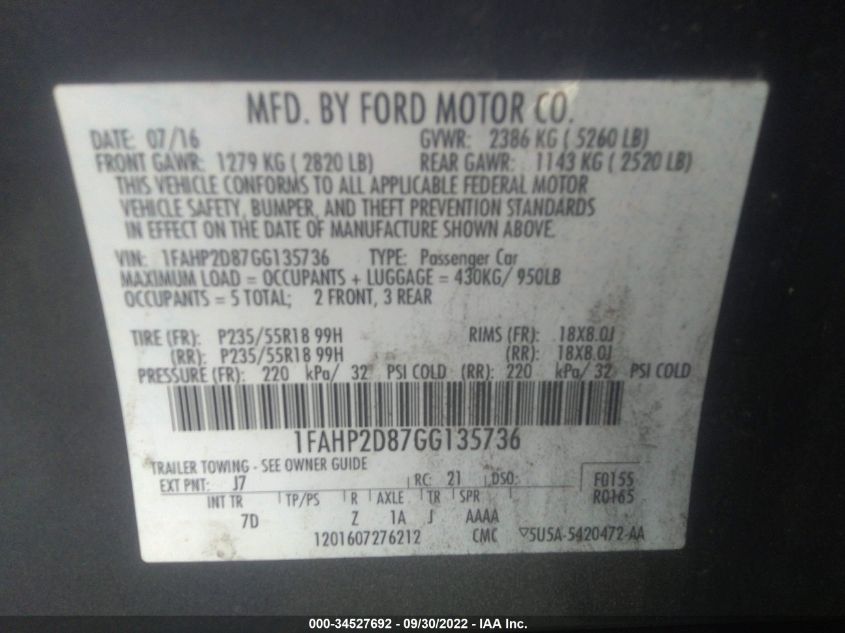 MFD. BY FORD MOTOR CO.
DATE: 07/16 GVWR: 2386 KG ( 5260 LB)
FRONT GAWR: 1279 KG ( 2820 LB) REAR GAWR: 1143 KG ( 2520 LB)
THIS VEHICLE CONFORMS TO ALL APPLICABLE FEDERAL MOTOR
VEHICLE SAFETY, BUMPER, AND THEFT PREVENTION STANDARDS
IN EFFECT ON THE DATE OF MANUFACTURE SHOWN ABOVE.
VIN: 1FAHP2D87GG135736 TYPE: Passenger Car
MAXIMUM LOAD = OCCUPANTS + LUGGAGE = 430KG/ 950LB
OCCUPANTS = 5 TOTAL; 2 FRONT, 3 REAR
TIRE (FR): P235/55R18 99H RIMS (FR): 18X8.0J
(RR): P235/55R18 99H (RR): 18X8.0J
PRESSURE (FR): 220 kPa/ 32 PSI COLD (RR): 220 kPa/ 32 PSI COLD
1FAHP2D87GG135736
TRAILER TOWING - SEE OWNER GUIDE
EXT PNT: J7 RC: 21 DSO: F0155
INT TR TP/PS R AXLE TR SPR R0165
7D Z 1A J AAAA
1201607276212 CMC ▽5U5A-5420472-AA
000-34527692 - 09/30/2022 - IAA Inc.